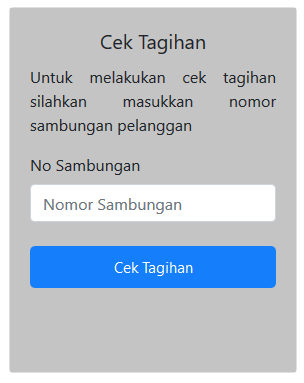 Cek Tagihan
Untuk melakukan cek tagihan
silahkan masukkan nomor
sambungan pelanggan
No Sambungan
Nomor Sambungan
Cek Tagihan